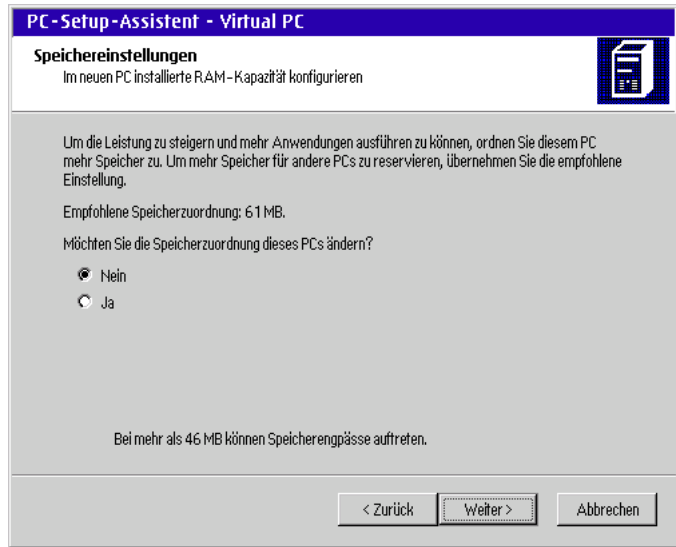 PC-Setup-Assistent - Virtual PC
Speichereinstellungen
Im neuen PC installierte RAM-Kapazität konfigurieren
Um die Leistung zu steigern und mehr Anwendungen ausführen zu können, ordnen Sie diesem PC
mehr Speicher zu. Um mehr Speicher für andere PCs zu reservieren, übernehmen Sie die empfohlene
Einstellung.
Empfohlene Speicherzuordnung: 61 MB.
Möchten Sie die Speicherzuordnung dieses PCs ändern?
Nein
Ja
Bei mehr als 46 MB können Speicherengpässe auftreten.
< Zurück Weiter > Abbrechen